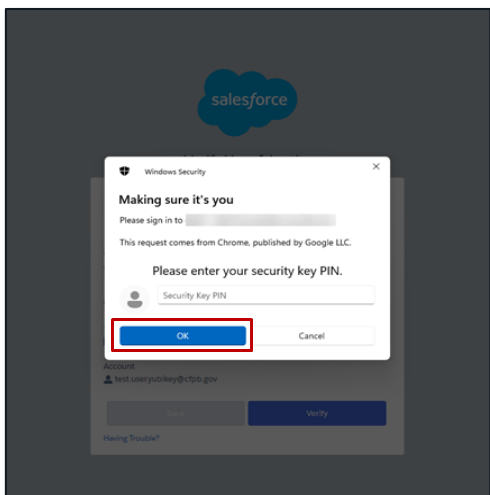 salesforce
Windows Security
Making sure it's you
Please sign in to
This request comes from Chrome, published by Google LLC.
Please enter your security key PIN.
Security Key PIN
OK
Cancel
Account
test.useryubikey@cfpb.gov
Back
Verify
Having Trouble?